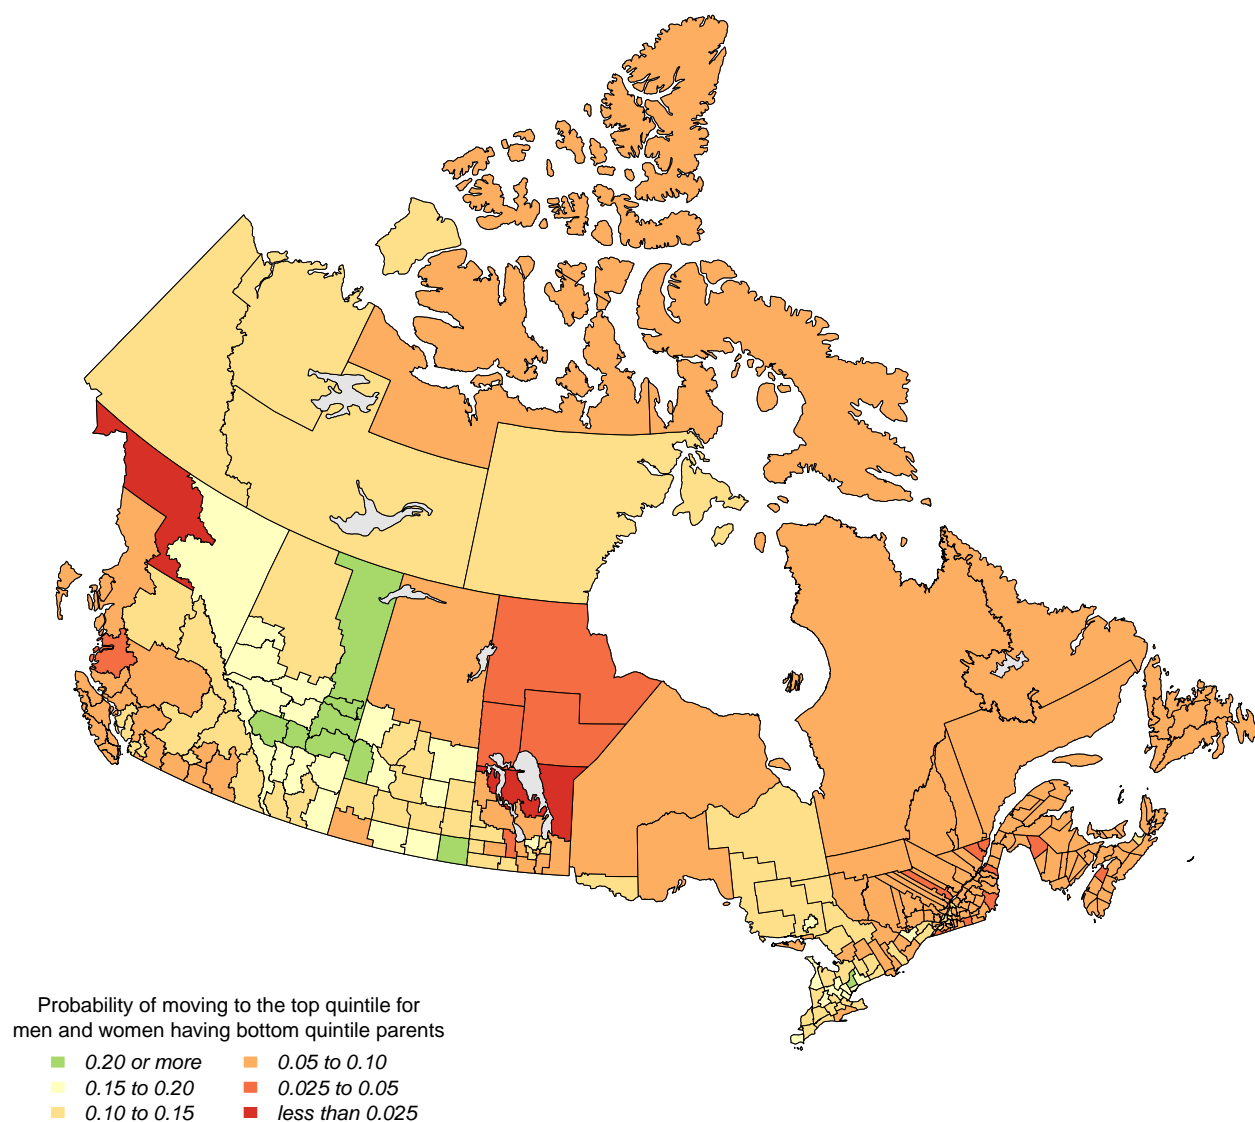 Probability of moving to the top quintile for
men and women having bottom quintile parents
0.20 or more
0.05 to 0.10
0.15 to 0.20
0.025 to 0.05
0.10 to 0.15
less than 0.025